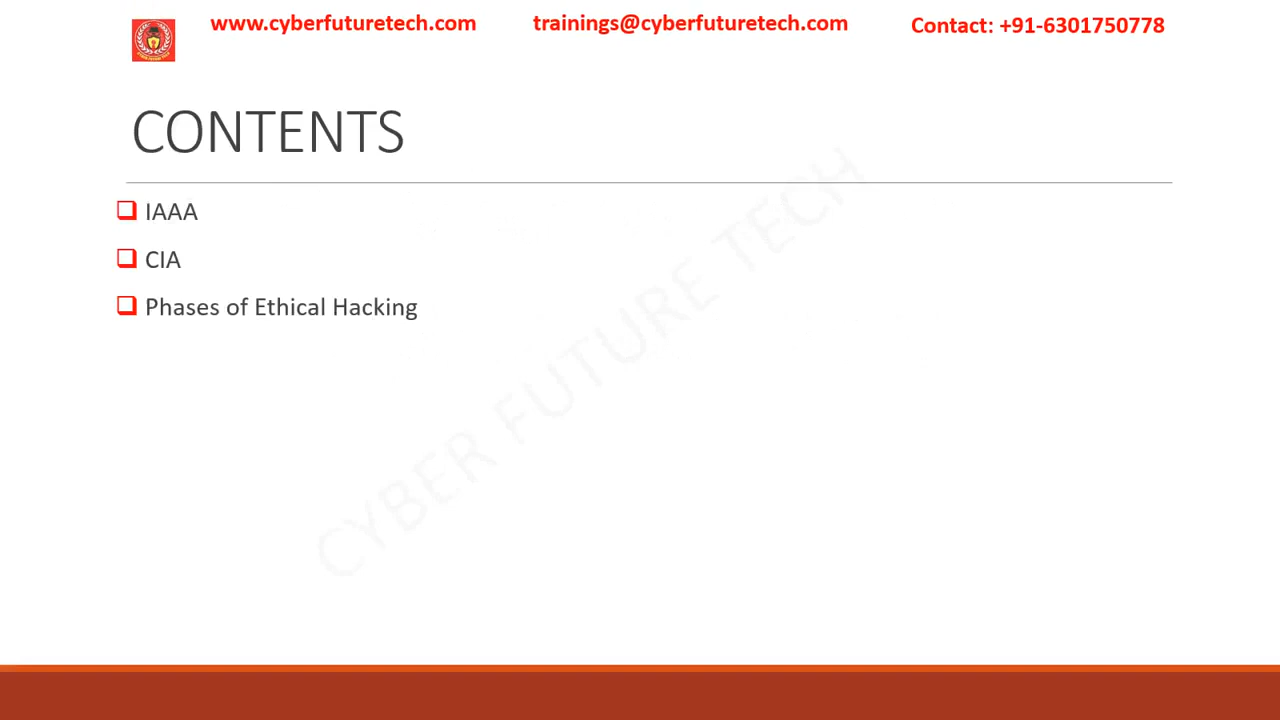 www.cyberfuturetech.com trainings@cyberfuturetech.com Contact: +91-6301750778
CONTENTS
IAAA
CIA
Phases of Ethical Hacking
CYBER FUTURE TECH